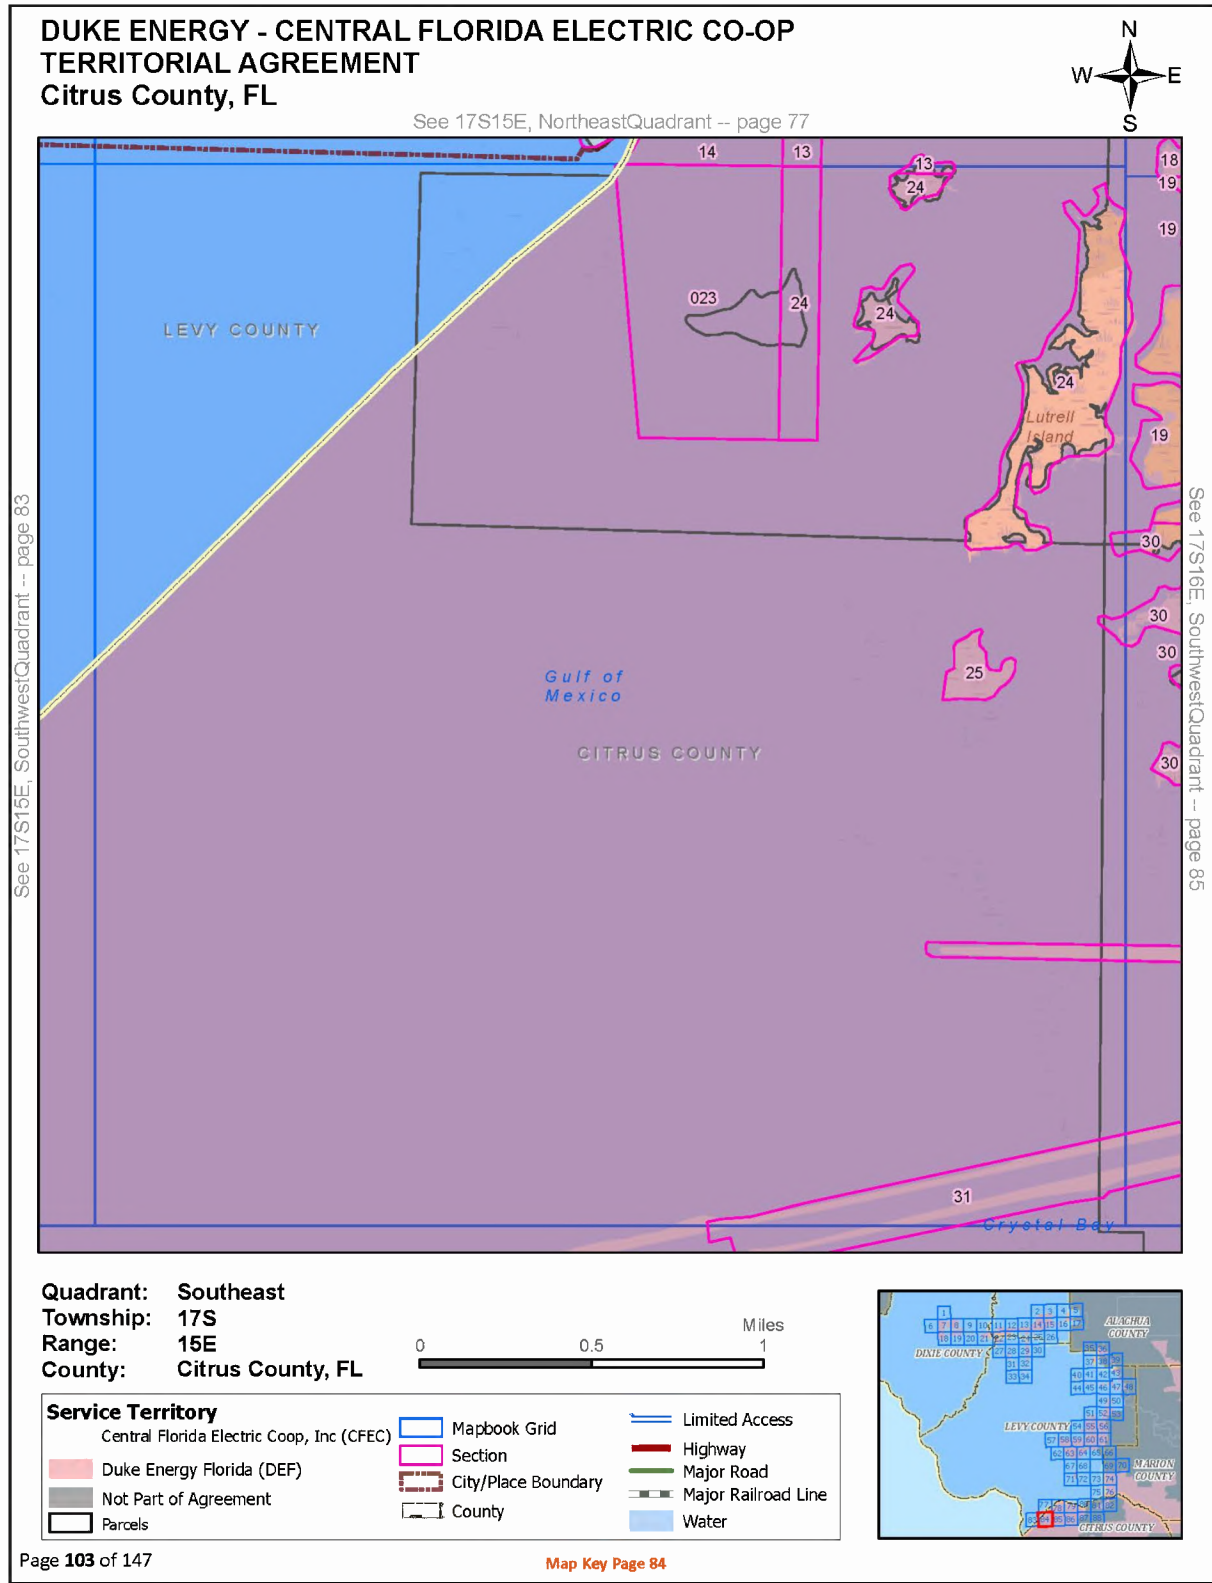 DUKE ENERGY - CENTRAL FLORIDA ELECTRIC CO-OP
TERRITORIAL AGREEMENT
Citrus County, FL
N
W E
S
See 17S15E, NortheastQuadrant -- page 77
14
13
13
18
24
19
19
LEVY COUNTY
023
24
24
24
Lutrell
Island
19
See 17S15E, SouthwestQuadrant -- page 83
See 17S16E, SouthwestQuadrant -- page 85
30
30
30
25
Gulf of
Mexico
CITRUS COUNTY
30
31
Crystal Bay
Quadrant: Southeast
Township: 17S
Range: 15E
County: Citrus County, FL
Miles
0 0.5 1
Service Territory
Central Florida Electric Coop, Inc (CFEC)
Duke Energy Florida (DEF)
Not Part of Agreement
Parcels
Mapbook Grid
Section
City/Place Boundary
County
Limited Access
Highway
Major Road
Major Railroad Line
Water
ALACHUA
COUNTY
DIXIE COUNTY
LEVY COUNTY
MARION
COUNTY
CITRUS COUNTY
Page 103 of 147
Map Key Page 84